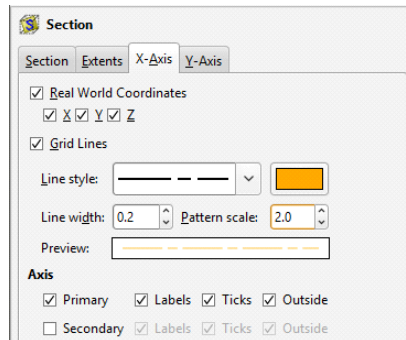 Section
Section Extents X-Axis Y-Axis
Real World Coordinates
X Y Z
Grid Lines
Line style:
Line width: 0.2 Pattern scale: 2.0
Preview:
Axis
Primary Labels Ticks Outside
Secondary Labels Ticks Outside